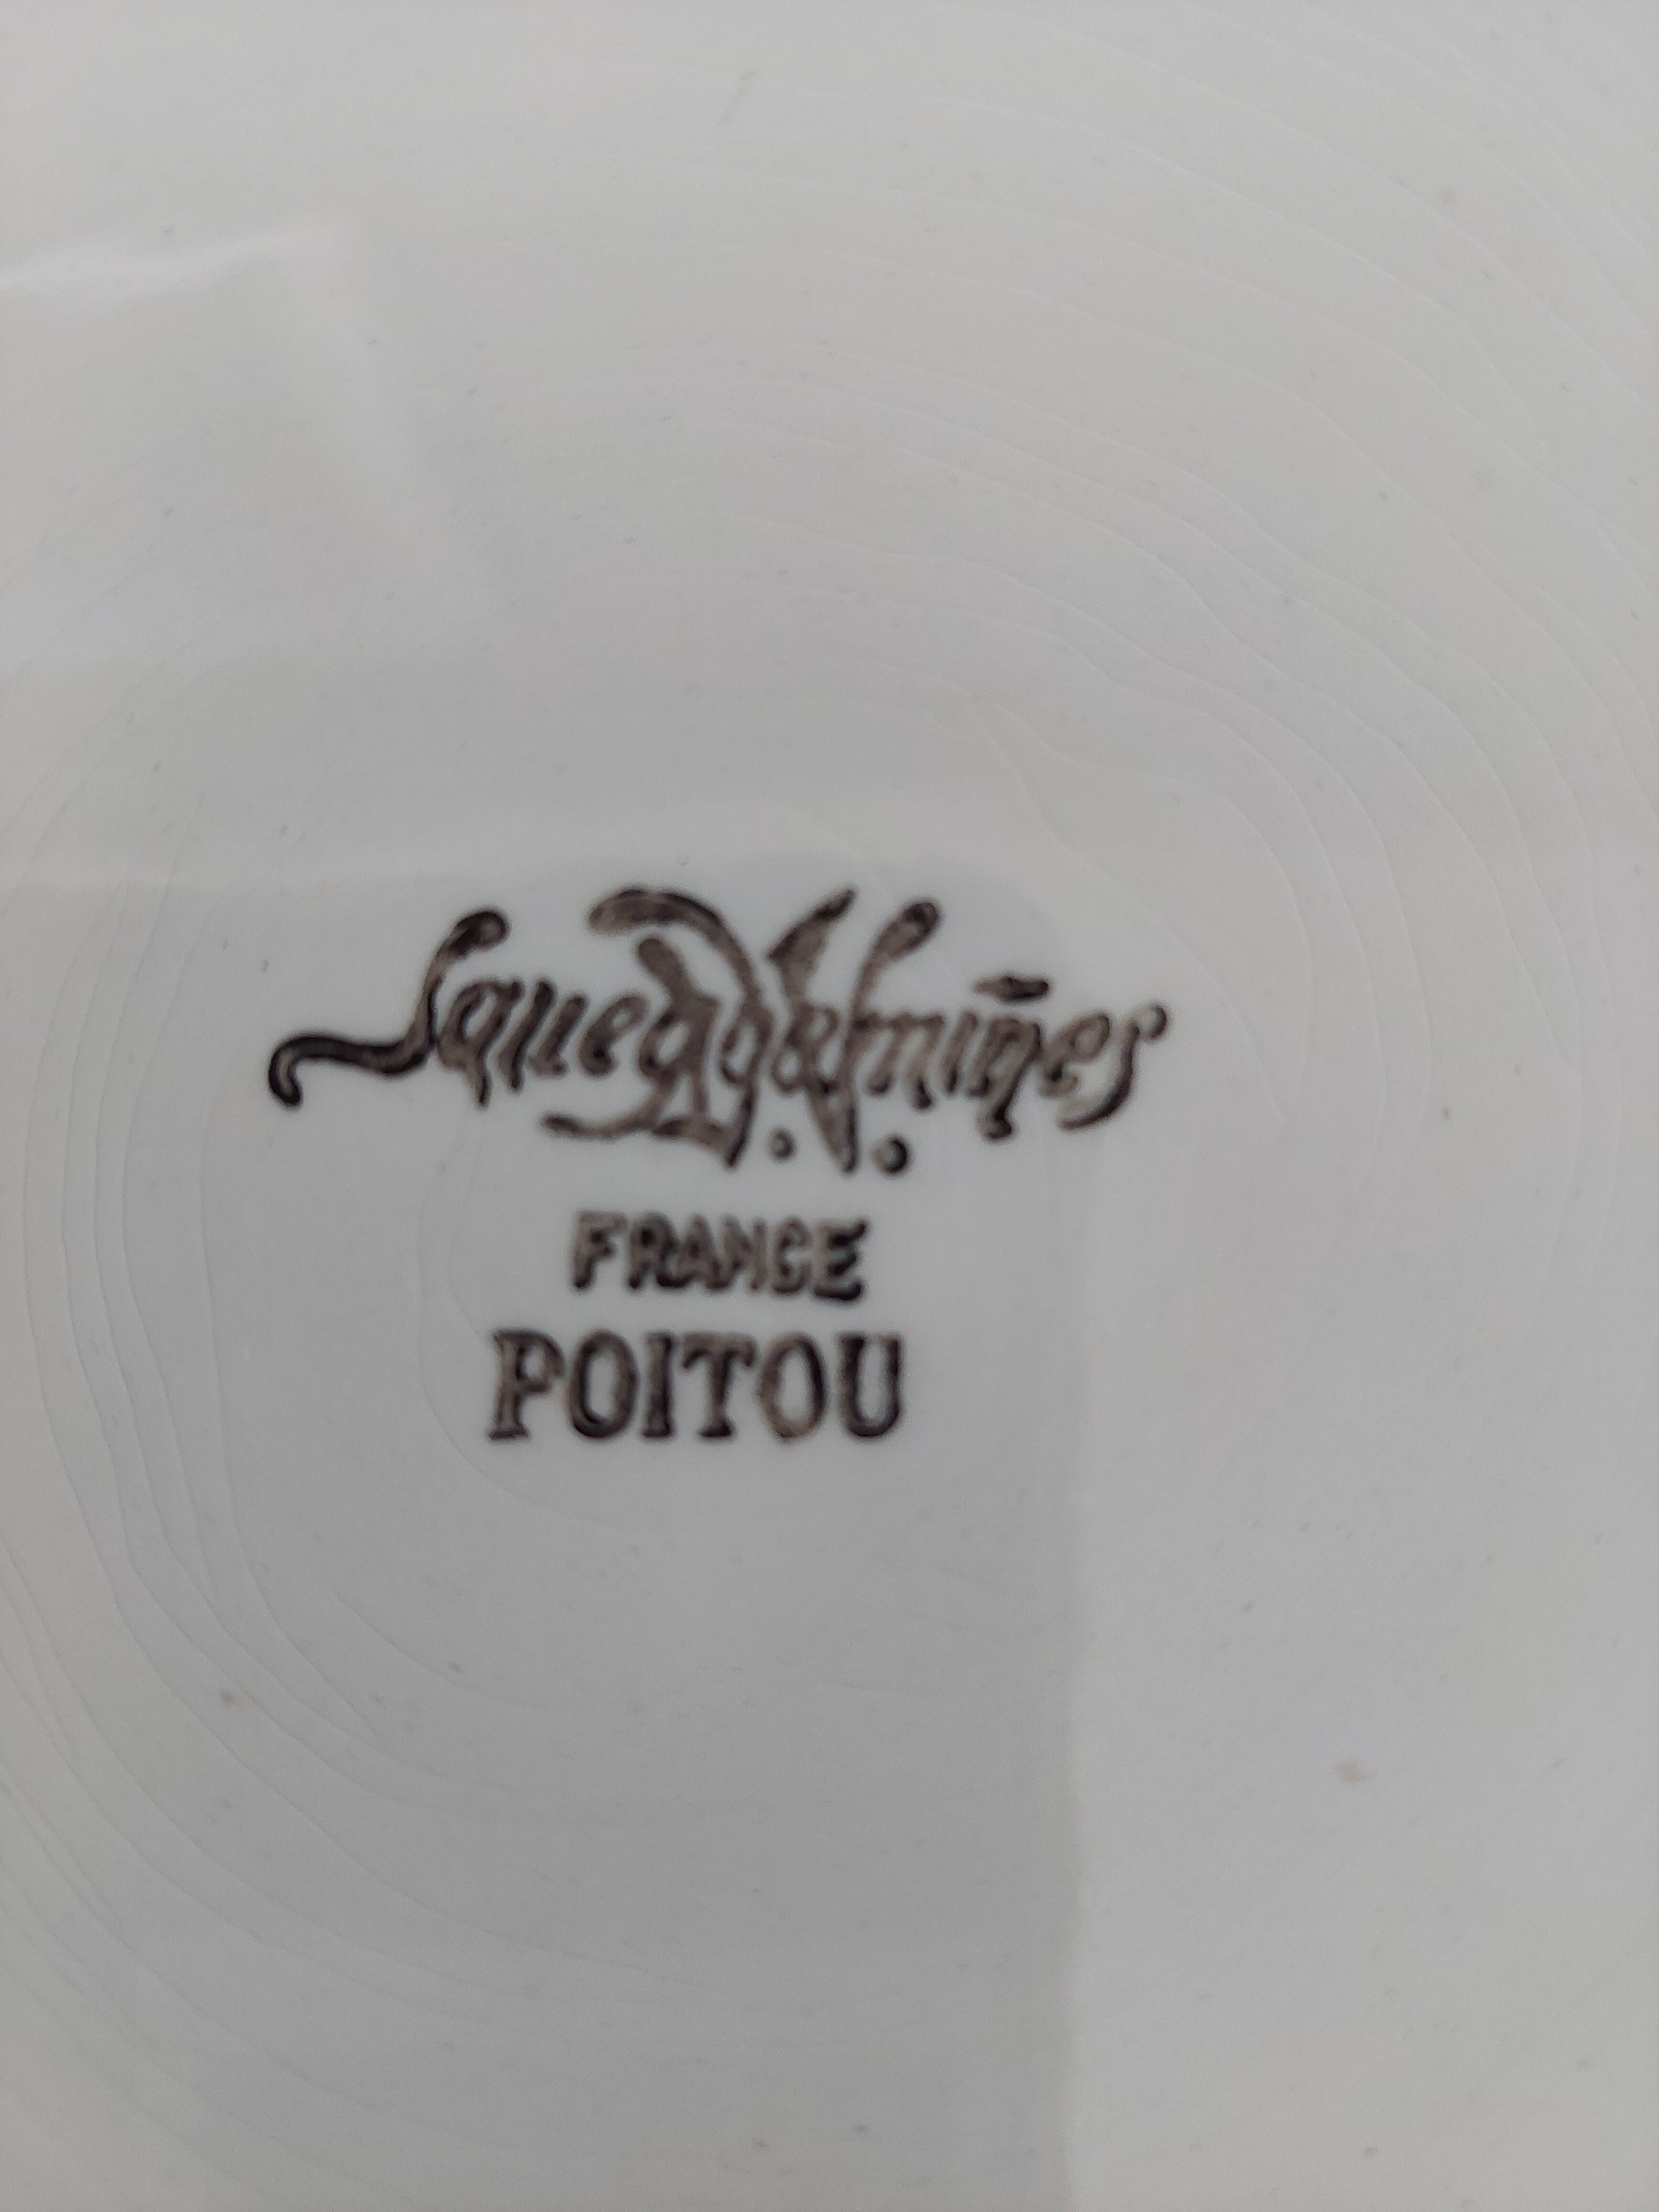 Sarreguemines
D.V.
FRANCE
POITOU